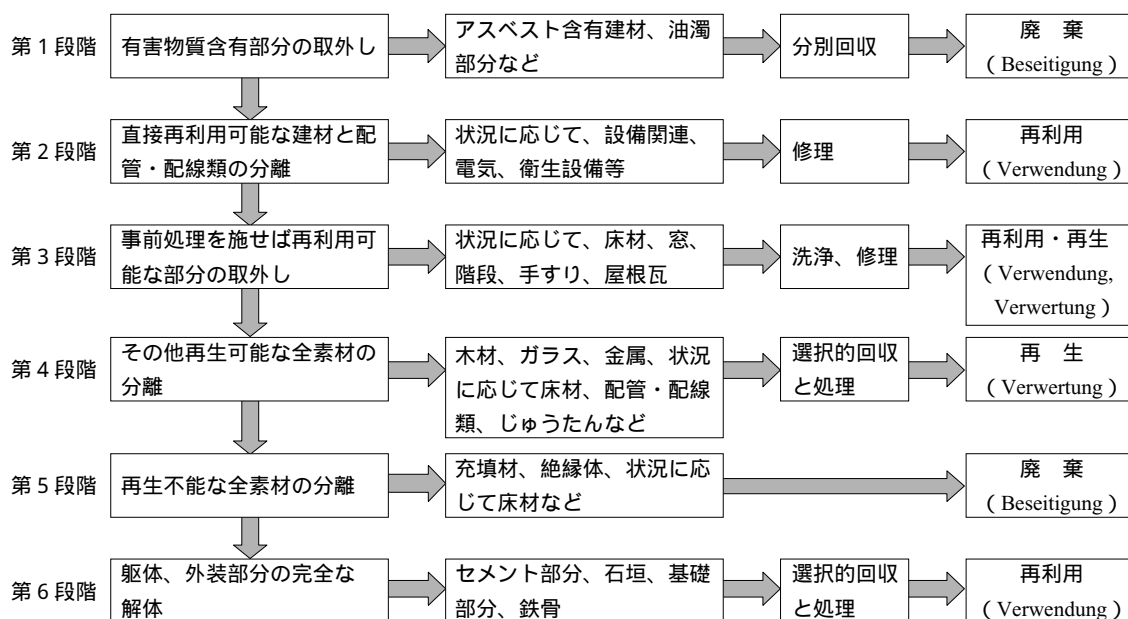 第1段階
有害物質含有部分の取外し
アスベスト含有建材、油濁
部分など
分別回収
廃 棄
(Beseitigung)
第2段階
直接再利用可能な建材と配
管・配線類の分離
状況に応じて、設備関連、
電気、衛生設備等
修理
再利用
(Verwendung)
第3段階
事前処理を施せば再利用可
能な部分の取外し
状況に応じて、床材、窓、
階段、手すり、屋根瓦
洗浄、修理
再利用・再生
(Verwendung,
Verwertung)
第4段階
その他再生可能な全素材の
分離
木材、ガラス、金属、状況
に応じて床材、配管・配線
類、じゅうたんなど
選択的回収
と処理
再 生
(Verwertung)
第5段階
再生不能な全素材の分離
充填材、絶縁体、状況に応
じて床材など
廃 棄
(Beseitigung)
第6段階
躯体、外装部分の完全な
解体
セメント部分、石垣、基礎
部分、鉄骨
選択的回収
と処理
再利用
(Verwendung)